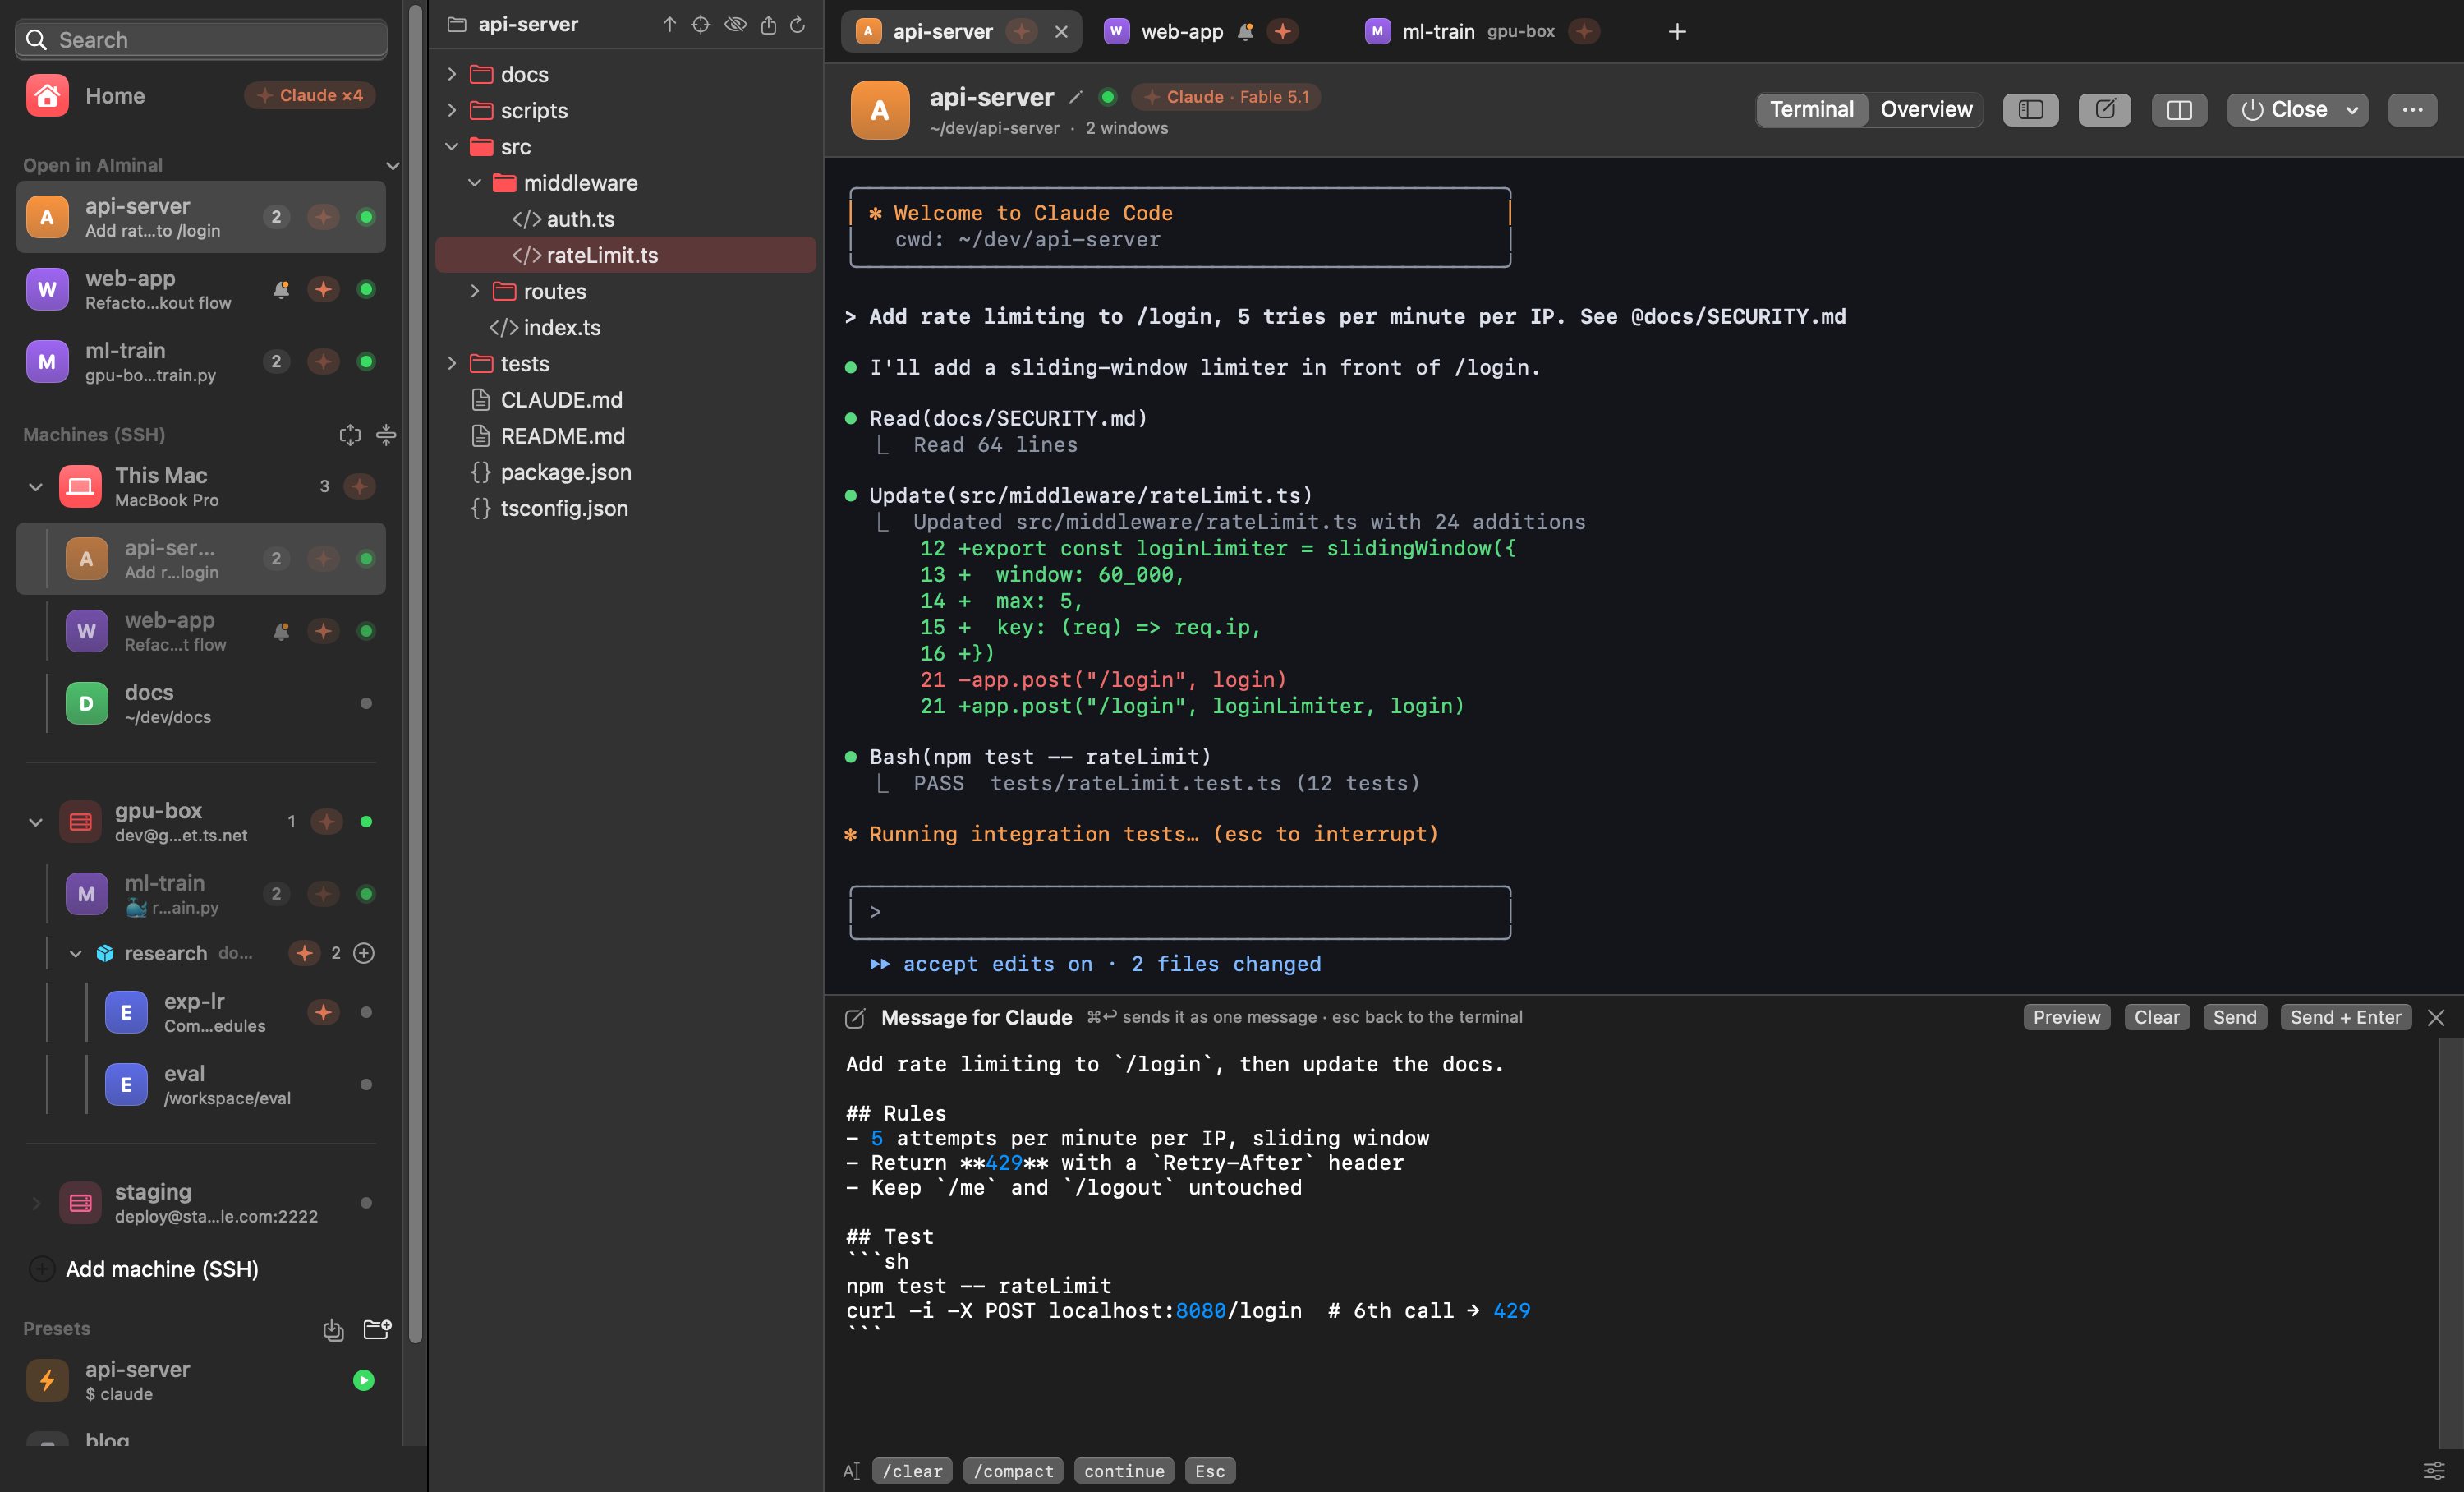 Search
Home
Claude ×4
Open in AIminal
A
api-server
2
Add rat...to /login
W
web-app
Refacto...kout flow
M
ml-train
2
gpu-bo...train.py
Machines (SSH)
This Mac
3
MacBook Pro
A
api-ser...
2
Add r...login
W
web-app
Refac...t flow
D
docs
~/dev/docs
gpu-box
1
dev@g...et.ts.net
M
ml-train
2
🐳 r...ain.py
research do...
2
E
exp-lr
Com...edules
E
eval
/workspace/eval
staging
deploy@sta...le.com:2222
Add machine (SSH)
Presets
api-server
$ claude
blog
api-server
docs
scripts
src
middleware
</> auth.ts
</> rateLimit.ts
routes
</> index.ts
tests
CLAUDE.md
README.md
{} package.json
{} tsconfig.json
A api-server
W web-app
M ml-train gpu-box
A
api-server
Claude · Fable 5.1
~/dev/api-server · 2 windows
Terminal
Overview
Close
✻ Welcome to Claude Code
cwd: ~/dev/api-server
> Add rate limiting to /login, 5 tries per minute per IP. See @docs/SECURITY.md
I'll add a sliding-window limiter in front of /login.
Read(docs/SECURITY.md)
Read 64 lines
Update(src/middleware/rateLimit.ts)
Updated src/middleware/rateLimit.ts with 24 additions
12 +export const loginLimiter = slidingWindow({
13 +  window: 60_000,
14 +  max: 5,
15 +  key: (req) => req.ip,
16 +})
21 -app.post("/login", login)
21 +app.post("/login", loginLimiter, login)
Bash(npm test -- rateLimit)
PASS  tests/rateLimit.test.ts (12 tests)
✻ Running integration tests… (esc to interrupt)
>
accept edits on · 2 files changed
Message for Claude
⌘↩ sends it as one message · esc back to the terminal
Preview
Clear
Send
Send + Enter
Add rate limiting to `/login`, then update the docs.
## Rules
- 5 attempts per minute per IP, sliding window
- Return **429** with a `Retry-After` header
- Keep `/me` and `/logout` untouched
## Test
```sh
npm test -- rateLimit
curl -i -X POST localhost:8080/login  # 6th call → 429
```
/clear
/compact
continue
Esc